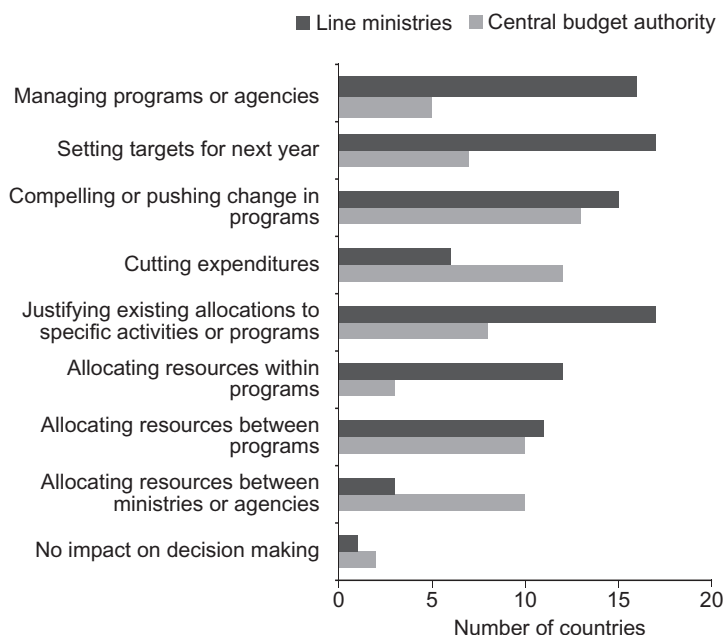 Line ministries Central budget authority
Managing programs or agencies
Setting targets for next year
Compelling or pushing change in
programs
Cutting expenditures
Justifying existing allocations to
specific activities or programs
Allocating resources within
programs
Allocating resources between
programs
Allocating resources between
ministries or agencies
No impact on decision making
0 5 10 15 20
Number of countries